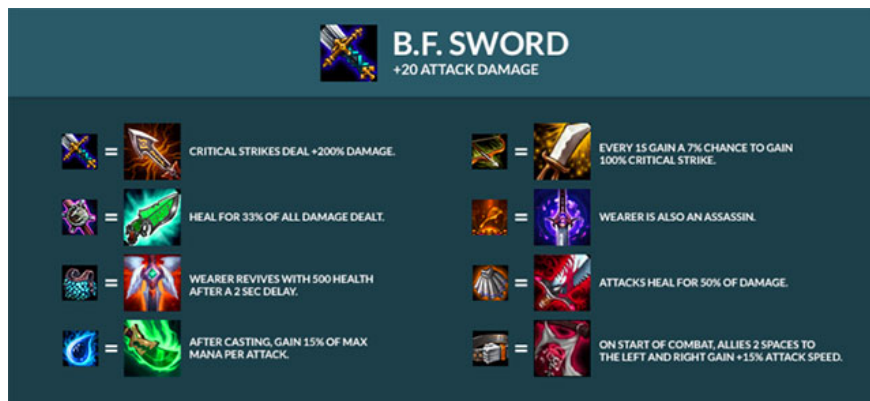 B.F. SWORD
+20 ATTACK DAMAGE
=
CRITICAL STRIKES DEAL +200% DAMAGE.
=
HEAL FOR 33% OF ALL DAMAGE DEALT.
=
WEARER REVIVES WITH 500 HEALTH
AFTER A 2 SEC DELAY.
=
AFTER CASTING, GAIN 15% OF MAX
MANA PER ATTACK.
=
EVERY 1S GAIN A 7% CHANCE TO GAIN
100% CRITICAL STRIKE.
=
WEARER IS ALSO AN ASSASSIN.
=
ATTACKS HEAL FOR 50% OF DAMAGE.
=
ON START OF COMBAT, ALLIES 2 SPACES TO
THE LEFT AND RIGHT GAIN +15% ATTACK SPEED.